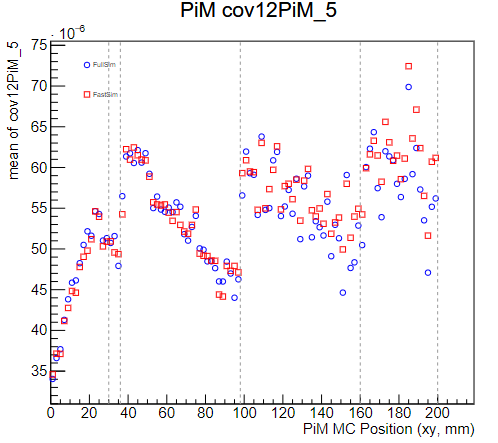 PiM cov12PiM_5
×10⁻⁶
mean of cov12PiM_5
75
70
65
60
55
50
45
40
35
FullSim
FastSim
0 20 40 60 80 100 120 140 160 180 200
PiM MC Position (xy, mm)